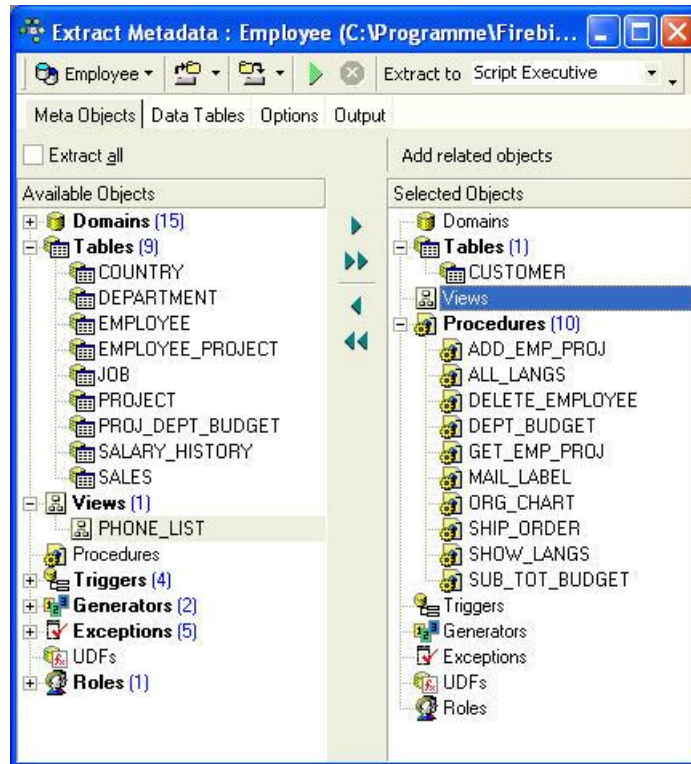 Extract Metadata : Employee (C:\Programme\Firebi...
Employee Extract to Script Executive
Meta Objects Data Tables Options Output
Extract all
Add related objects
Available Objects
Domains (15)
Tables (9)
COUNTRY
DEPARTMENT
EMPLOYEE
EMPLOYEE_PROJECT
JOB
PROJECT
PROJ_DEPT_BUDGET
SALARY_HISTORY
SALES
Views (1)
PHONE_LIST
Procedures
Triggers (4)
Generators (2)
Exceptions (5)
UDFs
Roles (1)
Selected Objects
Domains
Tables (1)
CUSTOMER
Views
Procedures (10)
ADD_EMP_PROJ
ALL_LANGS
DELETE_EMPLOYEE
DEPT_BUDGET
GET_EMP_PROJ
MAIL_LABEL
ORG_CHART
SHIP_ORDER
SHOW_LANGS
SUB_TOT_BUDGET
Triggers
Generators
Exceptions
UDFs
Roles